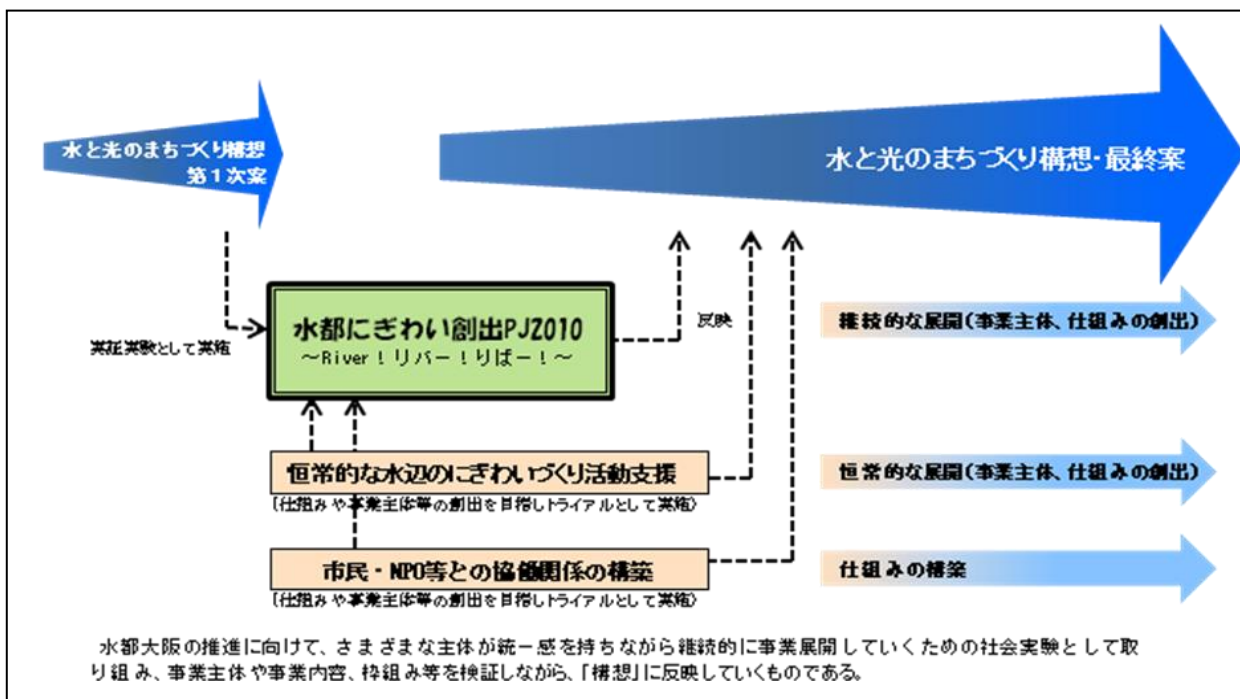 水と光のまちづくり構想
第1次案
水と光のまちづくり構想・最終案
実証実験として実施
水都にぎわい創出PJ2010
～River！リバー！りばー！～
反映
継続的な展開(事業主体、仕組みの創出)
恒常的な水辺のにぎわいづくり活動支援
(仕組みや事業主体等の創出を目指しトライアルとして実施)
恒常的な展開(事業主体、仕組みの創出)
市民・NPO等との協働関係の構築
(仕組みや事業主体等の創出を目指しトライアルとして実施)
仕組みの構築
水都大阪の推進に向けて、さまざまな主体が統一感を持ちながら継続的に事業展開していくための社会実験として取
り組み、事業主体や事業内容、枠組み等を検証しながら、「構想」に反映していくものである。